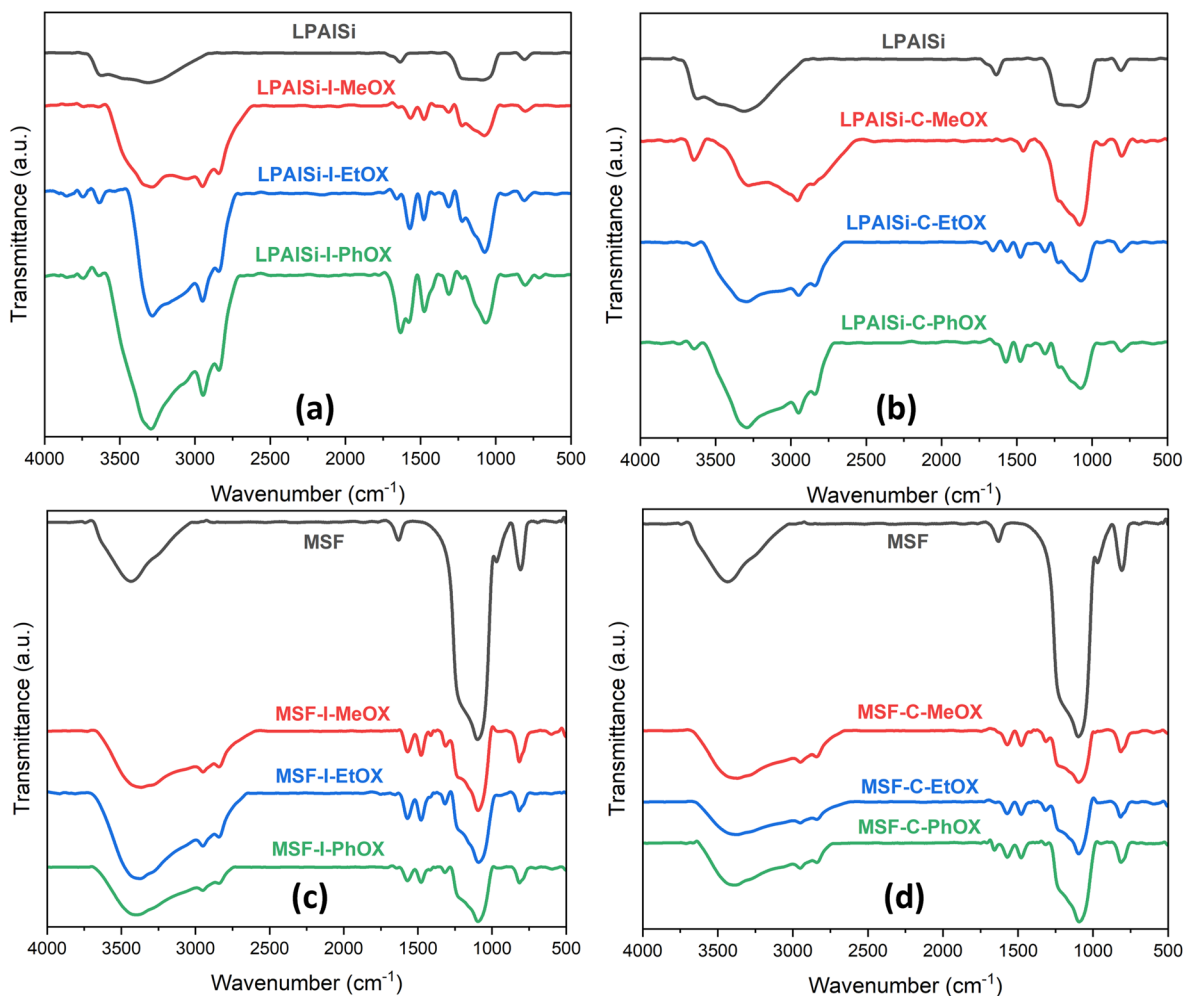 LPAlSi
LPAlSi-I-MeOX
LPAlSi-I-EtOX
LPAlSi-I-PhOX
(a)
Transmittance (a.u.)
4000 3500 3000 2500 2000 1500 1000 500
Wavenumber (cm⁻¹)
LPAlSi
LPAlSi-C-MeOX
LPAlSi-C-EtOX
LPAlSi-C-PhOX
(b)
Transmittance (a.u.)
4000 3500 3000 2500 2000 1500 1000 500
Wavenumber (cm⁻¹)
MSF
MSF-I-MeOX
MSF-I-EtOX
MSF-I-PhOX
(c)
Transmittance (a.u.)
4000 3500 3000 2500 2000 1500 1000 500
Wavenumber (cm⁻¹)
MSF
MSF-C-MeOX
MSF-C-EtOX
MSF-C-PhOX
(d)
Transmittance (a.u.)
4000 3500 3000 2500 2000 1500 1000 500
Wavenumber (cm⁻¹)